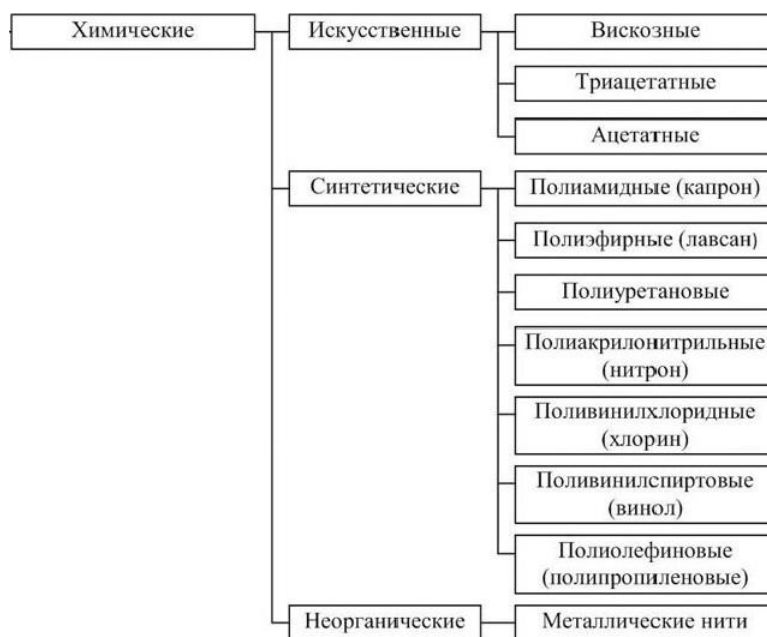 Химические
Искусственные
Вискозные
Триацетатные
Ацетатные
Синтетические
Полиамидные (капрон)
Полиэфирные (лавсан)
Полиуретановые
Полиакрилонитрильные
(нитрон)
Поливинилхлоридные
(хлорин)
Поливинилспиртовые
(винол)
Полиолефиновые
(полипропиленовые)
Неорганические
Металлические нити